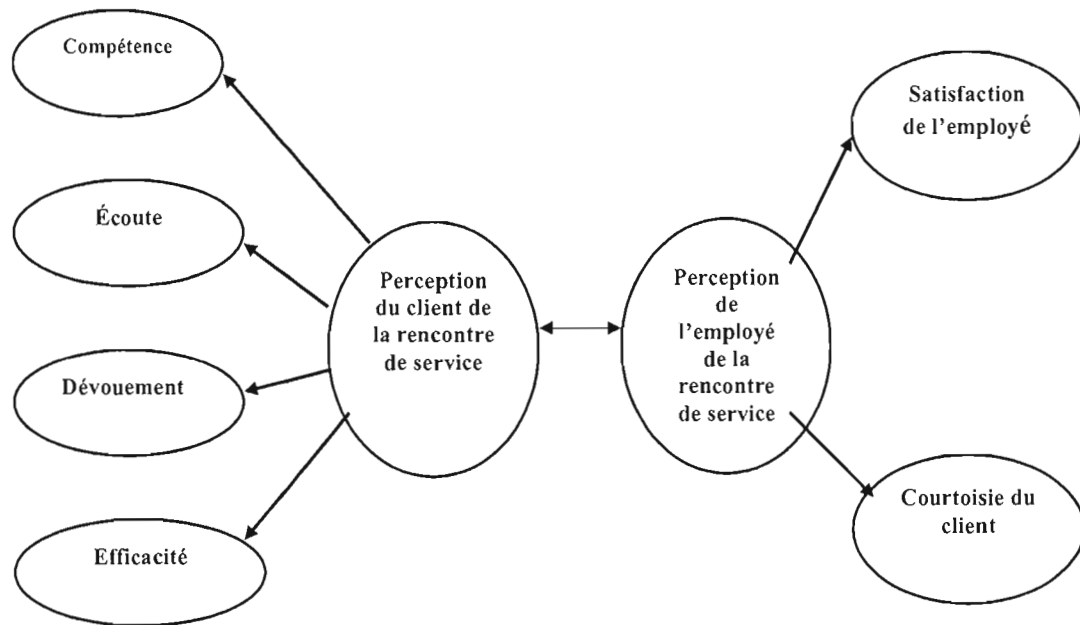 Compétence
Écoute
Dévouement
Efficacité
Perception
du client de
la rencontre
de service
Perception
de
l'employé
de la
rencontre
de service
Satisfaction
de l'employé
Courtoisie du
client